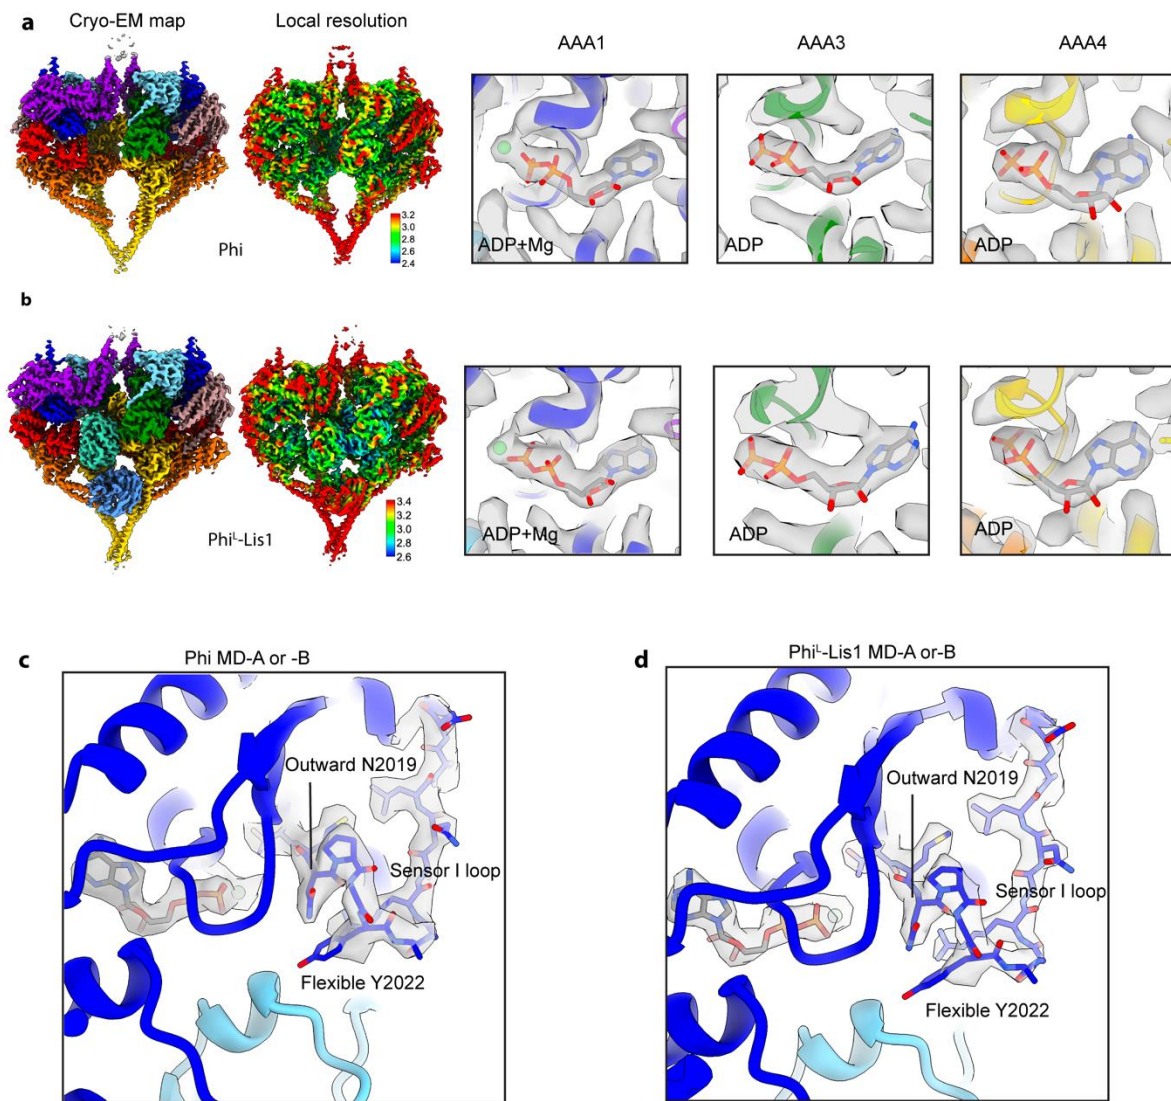 a
Cryo-EM map
Local resolution
AAA1
AAA3
AAA4
Phi
3.2
3.0
2.8
2.6
2.4
ADP+Mg
ADP
ADP
b
Phiᴸ-Lis1
3.4
3.2
3.0
2.8
2.6
ADP+Mg
ADP
ADP
c
Phi MD-A or -B
Outward N2019
Sensor I loop
Flexible Y2022
d
Phiᴸ-Lis1 MD-A or-B
Outward N2019
Sensor I loop
Flexible Y2022